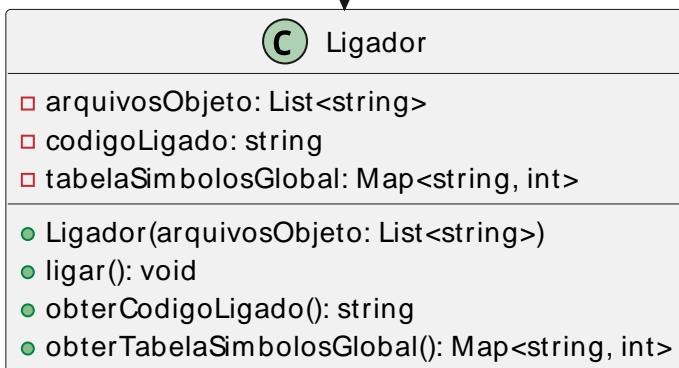 C Ligador
arquivosObjeto: List<string>
codigoLigado: string
tabelaSimbolosGlobal: Map<string, int>
Ligador(arquivosObjeto: List<string>)
ligar(): void
obterCodigoLigado(): string
obterTabelaSimbolosGlobal(): Map<string, int>